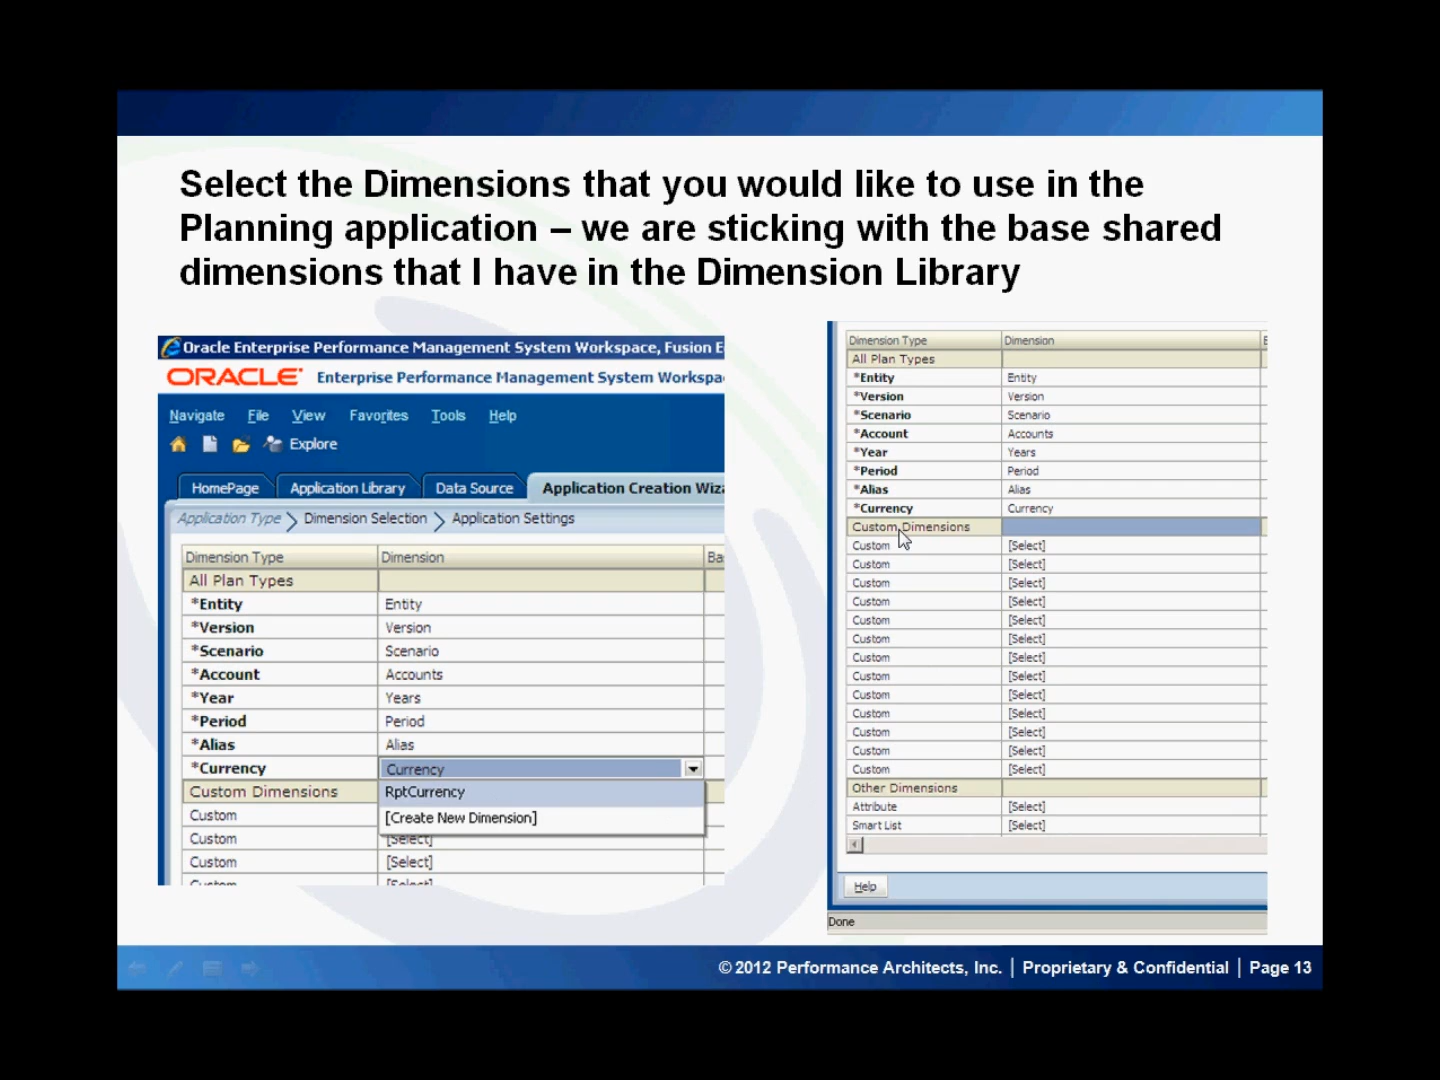 Select the Dimensions that you would like to use in the
Planning application – we are sticking with the base shared
dimensions that I have in the Dimension Library
Oracle Enterprise Performance Management System Workspace, Fusion E
ORACLE Enterprise Performance Management System Workspa
Navigate File View Favorites Tools Help
Explore
HomePage Application Library Data Source Application Creation Wiza
Application Type Dimension Selection Application Settings
Dimension Type Dimension Ba
All Plan Types
*Entity Entity
*Version Version
*Scenario Scenario
*Account Accounts
*Year Years
*Period Period
*Alias Alias
*Currency Currency
Custom Dimensions RptCurrency
Custom [Create New Dimension]
Custom [Select]
Custom [Select]
Custom [Select]
Dimension Type Dimension
All Plan Types
*Entity Entity
*Version Version
*Scenario Scenario
*Account Accounts
*Year Years
*Period Period
*Alias Alias
*Currency Currency
Custom Dimensions
Custom [Select]
Custom [Select]
Custom [Select]
Custom [Select]
Custom [Select]
Custom [Select]
Custom [Select]
Custom [Select]
Custom [Select]
Custom [Select]
Custom [Select]
Custom [Select]
Custom [Select]
Other Dimensions
Attribute [Select]
Smart List [Select]
Help
Done
© 2012 Performance Architects, Inc. | Proprietary & Confidential | Page 13